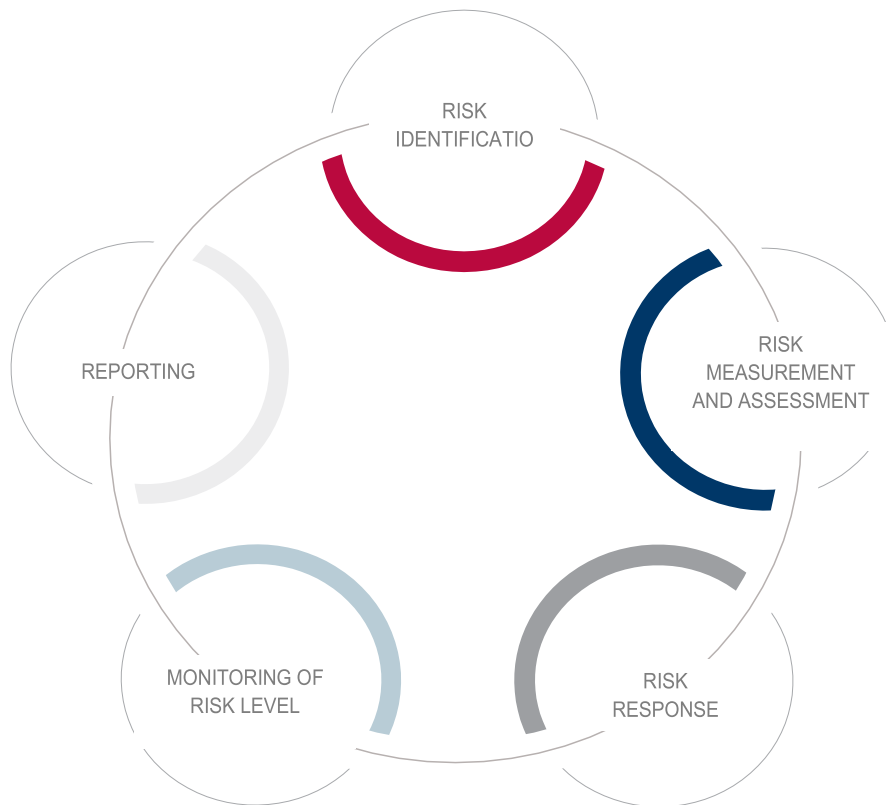 RISK
IDENTIFICATIO
RISK
MEASUREMENT
AND ASSESSMENT
RISK
RESPONSE
MONITORING OF
RISK LEVEL
REPORTING